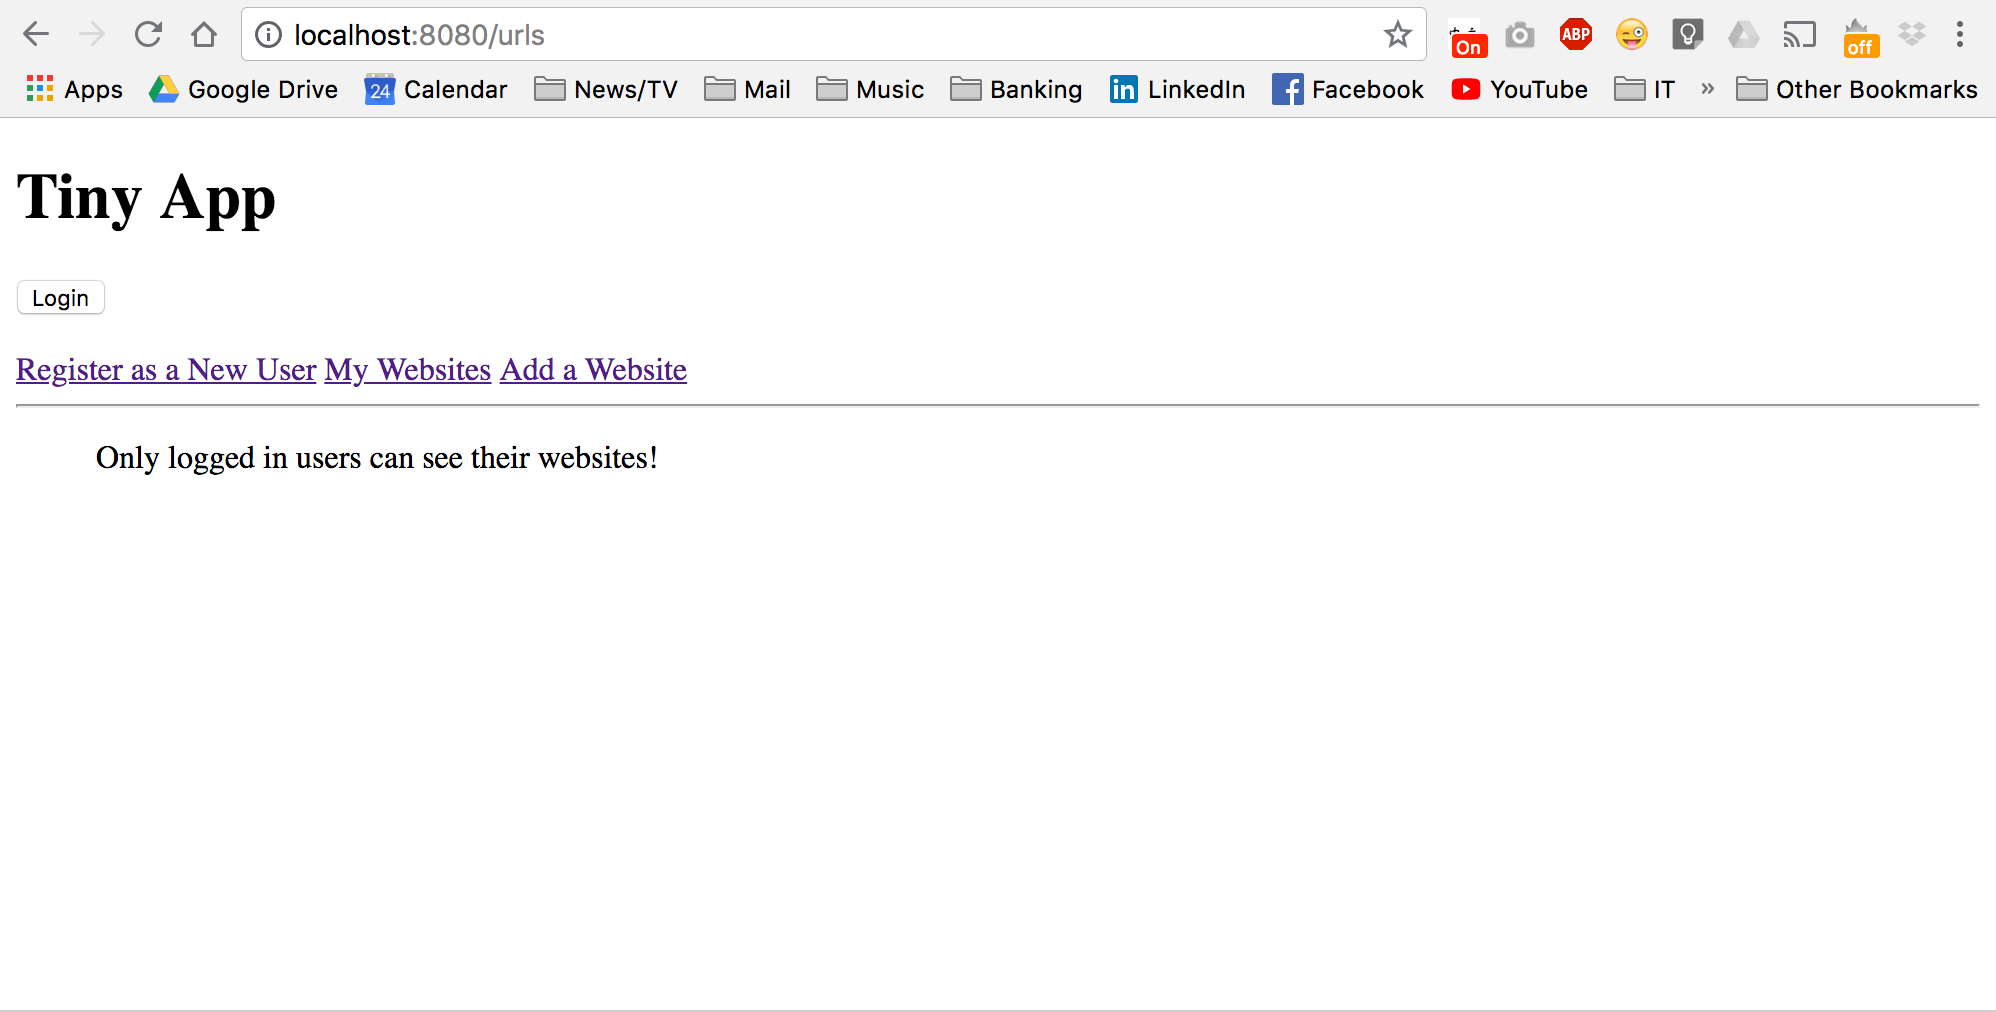 localhost:8080/urls
On
ABP
off
Apps Google Drive 24 Calendar News/TV Mail Music Banking in LinkedIn f Facebook YouTube IT » Other Bookmarks
Tiny App
Login
Register as a New User My Websites Add a Website
Only logged in users can see their websites!